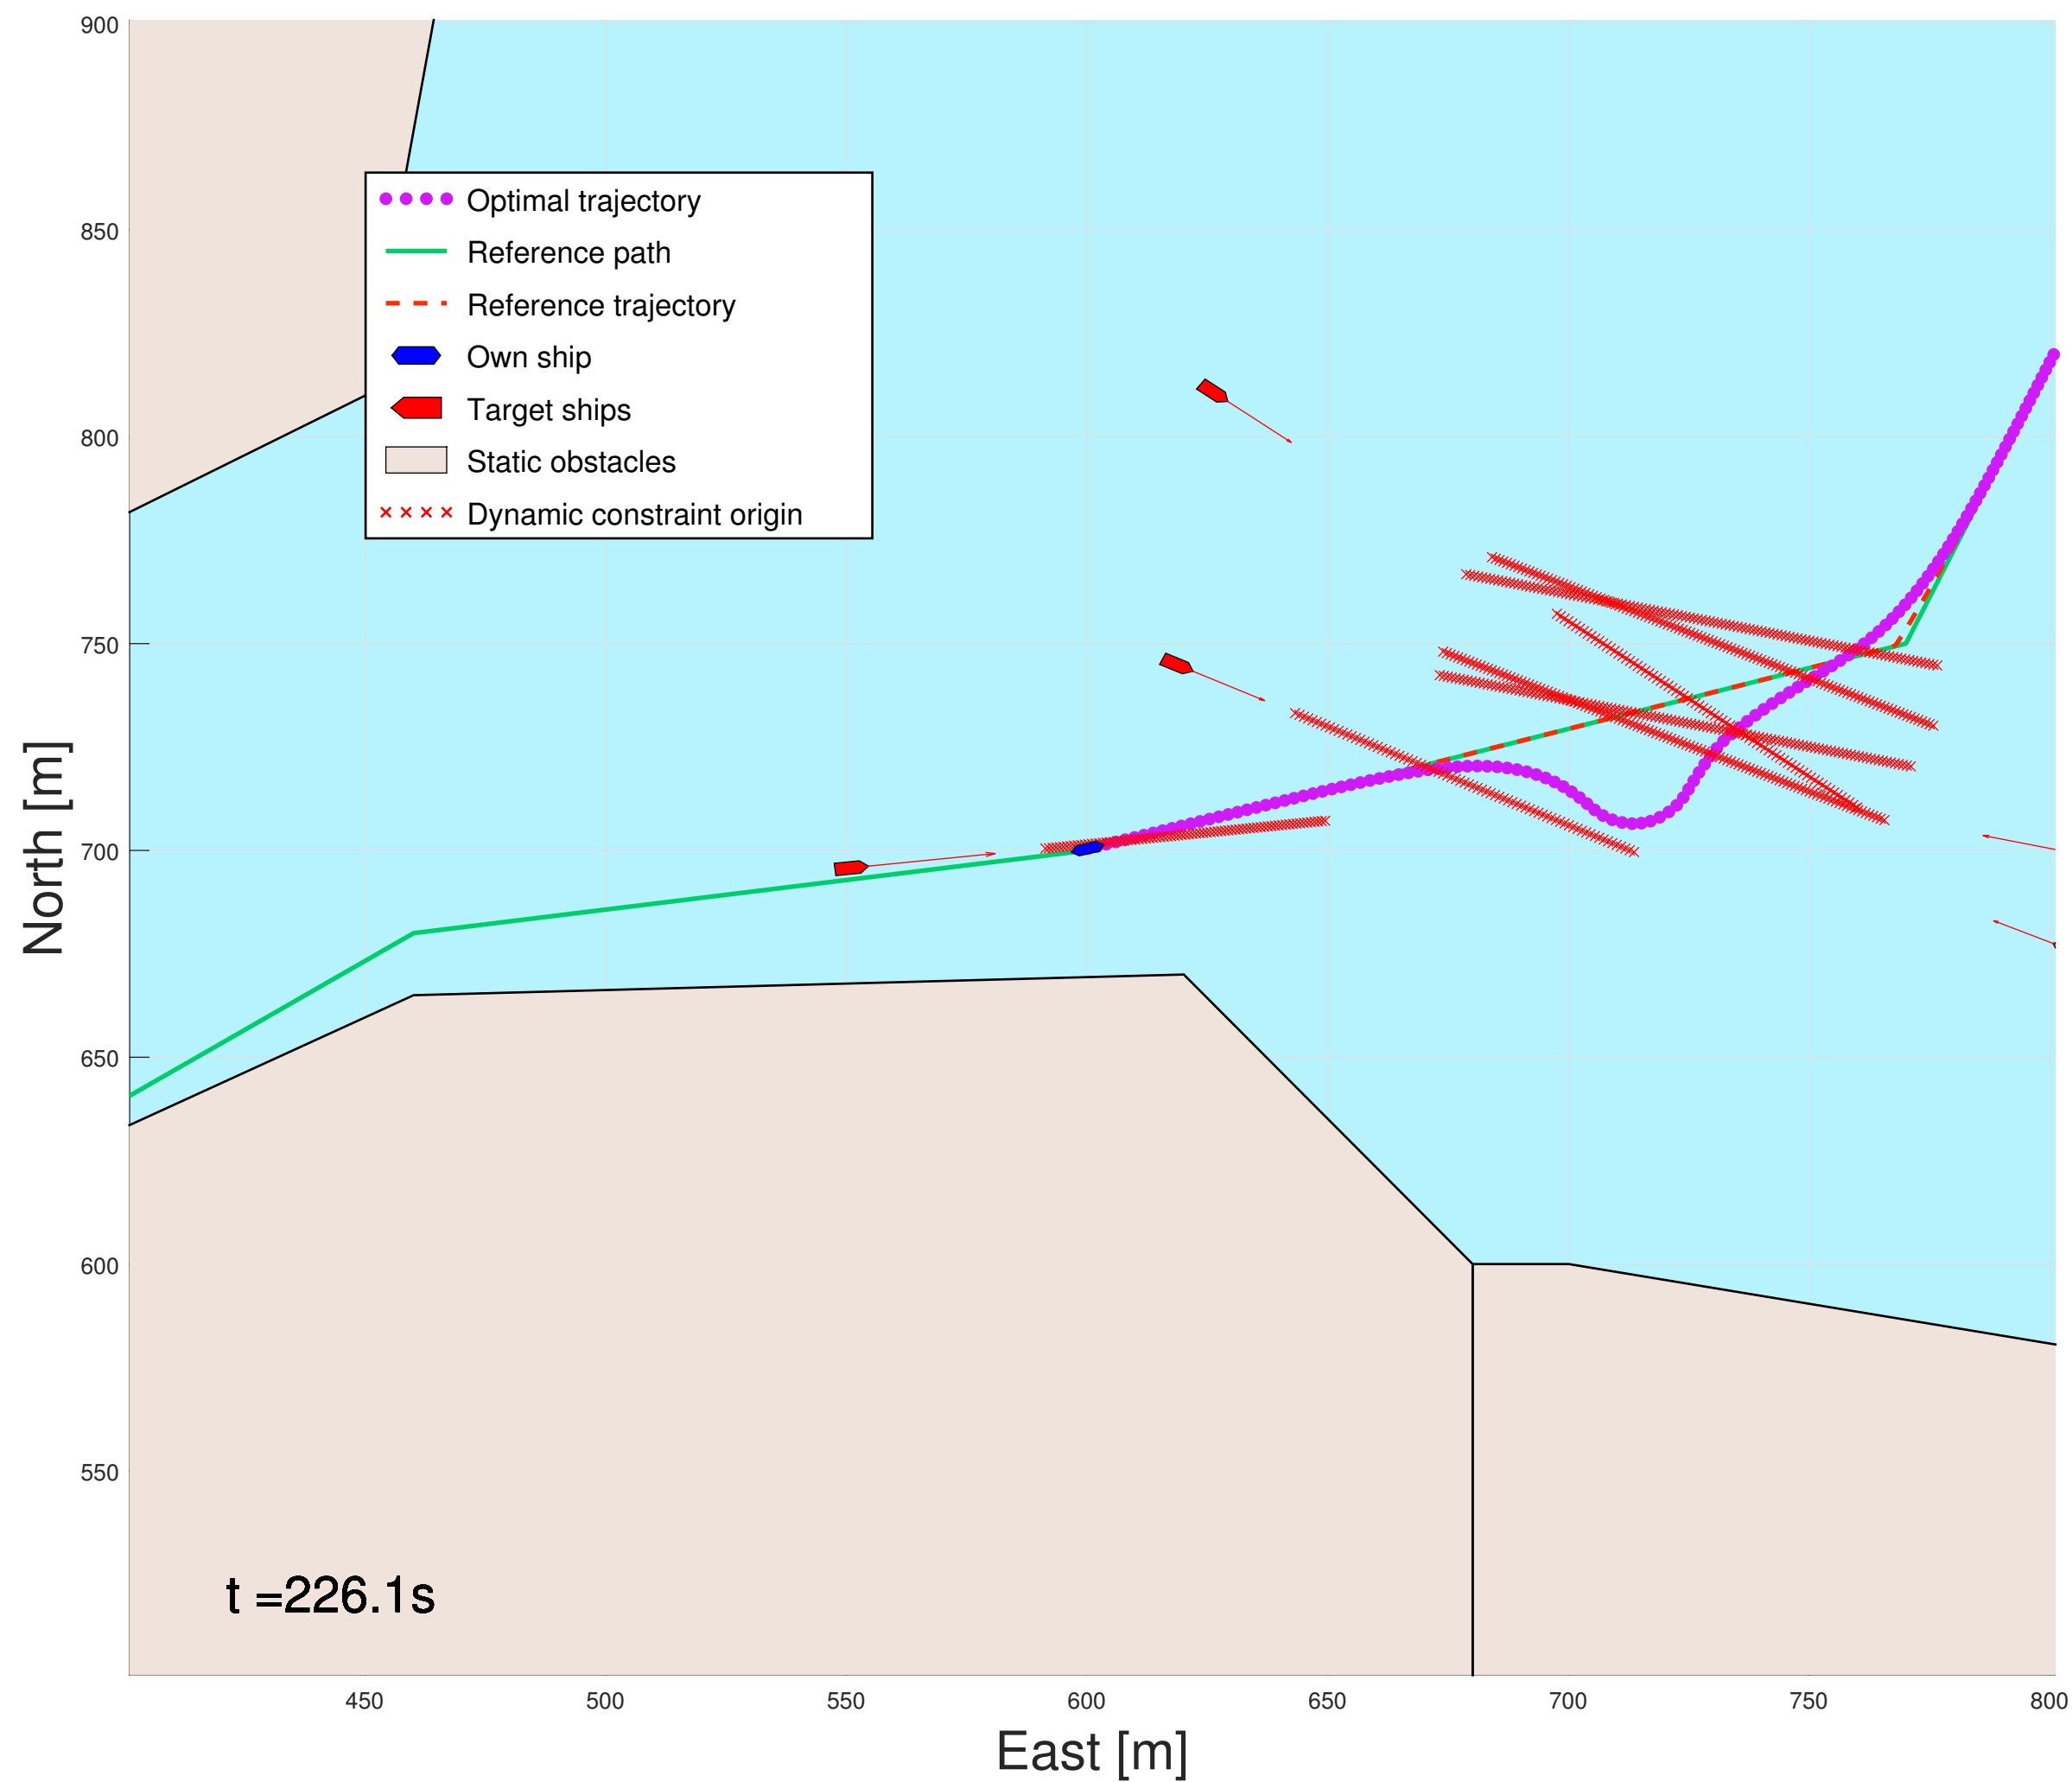 900
850
800
750
700
650
600
550
North [m]
Optimal trajectory
Reference path
Reference trajectory
Own ship
Target ships
Static obstacles
Dynamic constraint origin
t =226.1s
450
500
550
600
650
700
750
800
East [m]